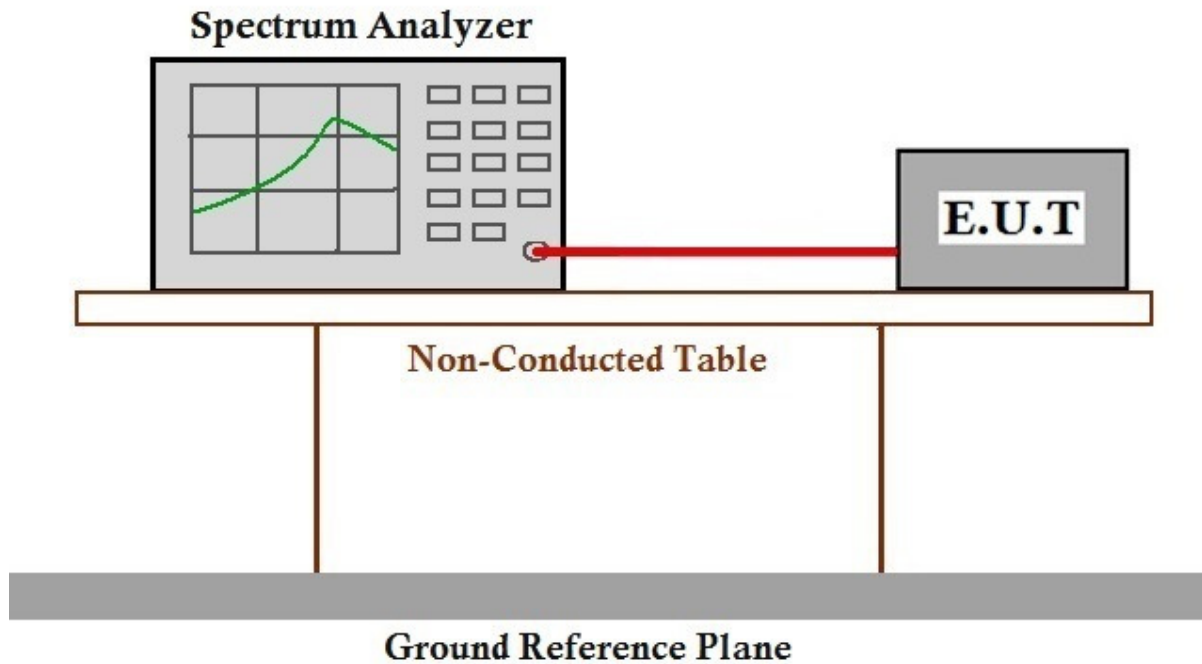 Spectrum Analyzer
E.U.T
Non-Conducted Table
Ground Reference Plane